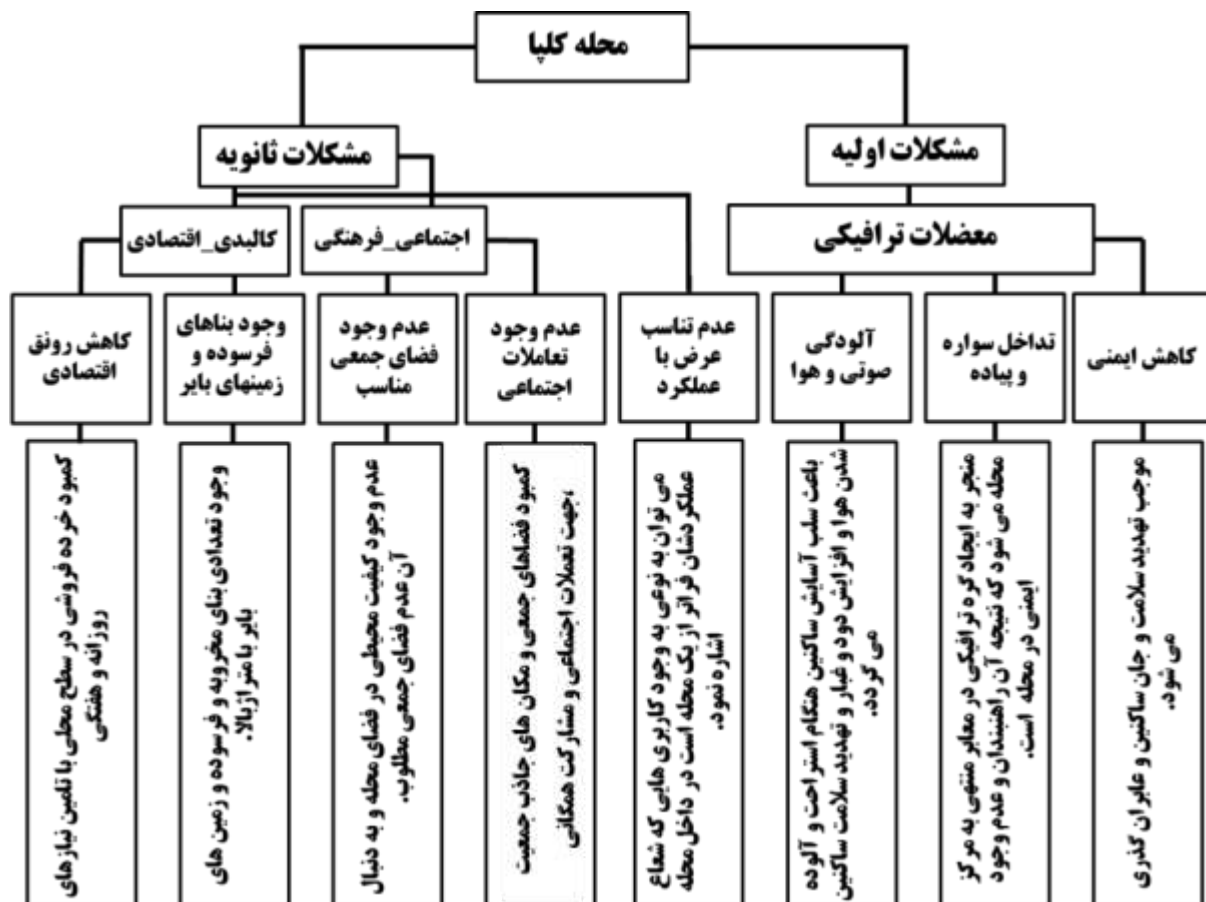 محله کلپا
مشکلات اولیه
مشکلات ثانویه
معضلات ترافیکی
اجتماعی_فرهنگی
کالبدی_اقتصادی
کاهش ایمنی
تداخل سواره
و پیاده
آلودگی
صوتی و هوا
عدم تناسب
عرض با
عملکرد
عدم وجود
تعاملات
اجتماعی
عدم وجود
فضای جمعی
مناسب
وجود بناهای
فرسوده و
زمینهای بایر
کاهش رونق
اقتصادی
موجب تهدید سلامت و جان ساکنین و عابران گذری
می شود.
منجر به ایجاد گره ترافیکی در معابر منتهی به مرکز
محله می شود که نتیجه آن راهبندان و عدم وجود
ایمنی در محله است.
باعث سلب آسایش ساکنین هنگام استراحت و آلوده
شدن هوا و افزایش دود و غبار و تهدید سلامت ساکنین
می گردد.
می توان به نوعی به وجود کاربری هایی که شعاع
عملکردشان فراتر از یک محله است در داخل محله
اشاره نمود.
کمبود فضاهای جمعی و مکان های جاذب جمعیت
،جهت تعملات اجتماعی و مشارکت همگانی
عدم وجود کیفیت محیطی در فضای محله و به دنبال
آن عدم فضای جمعی مطلوب.
وجود تعدادی بنای مخروبه و فرسوده و زمین های
بایر با متراژبالا.
کمبود خرده فروشی در سطح محلی با تامین نیازهای
روزانه و هفتگی